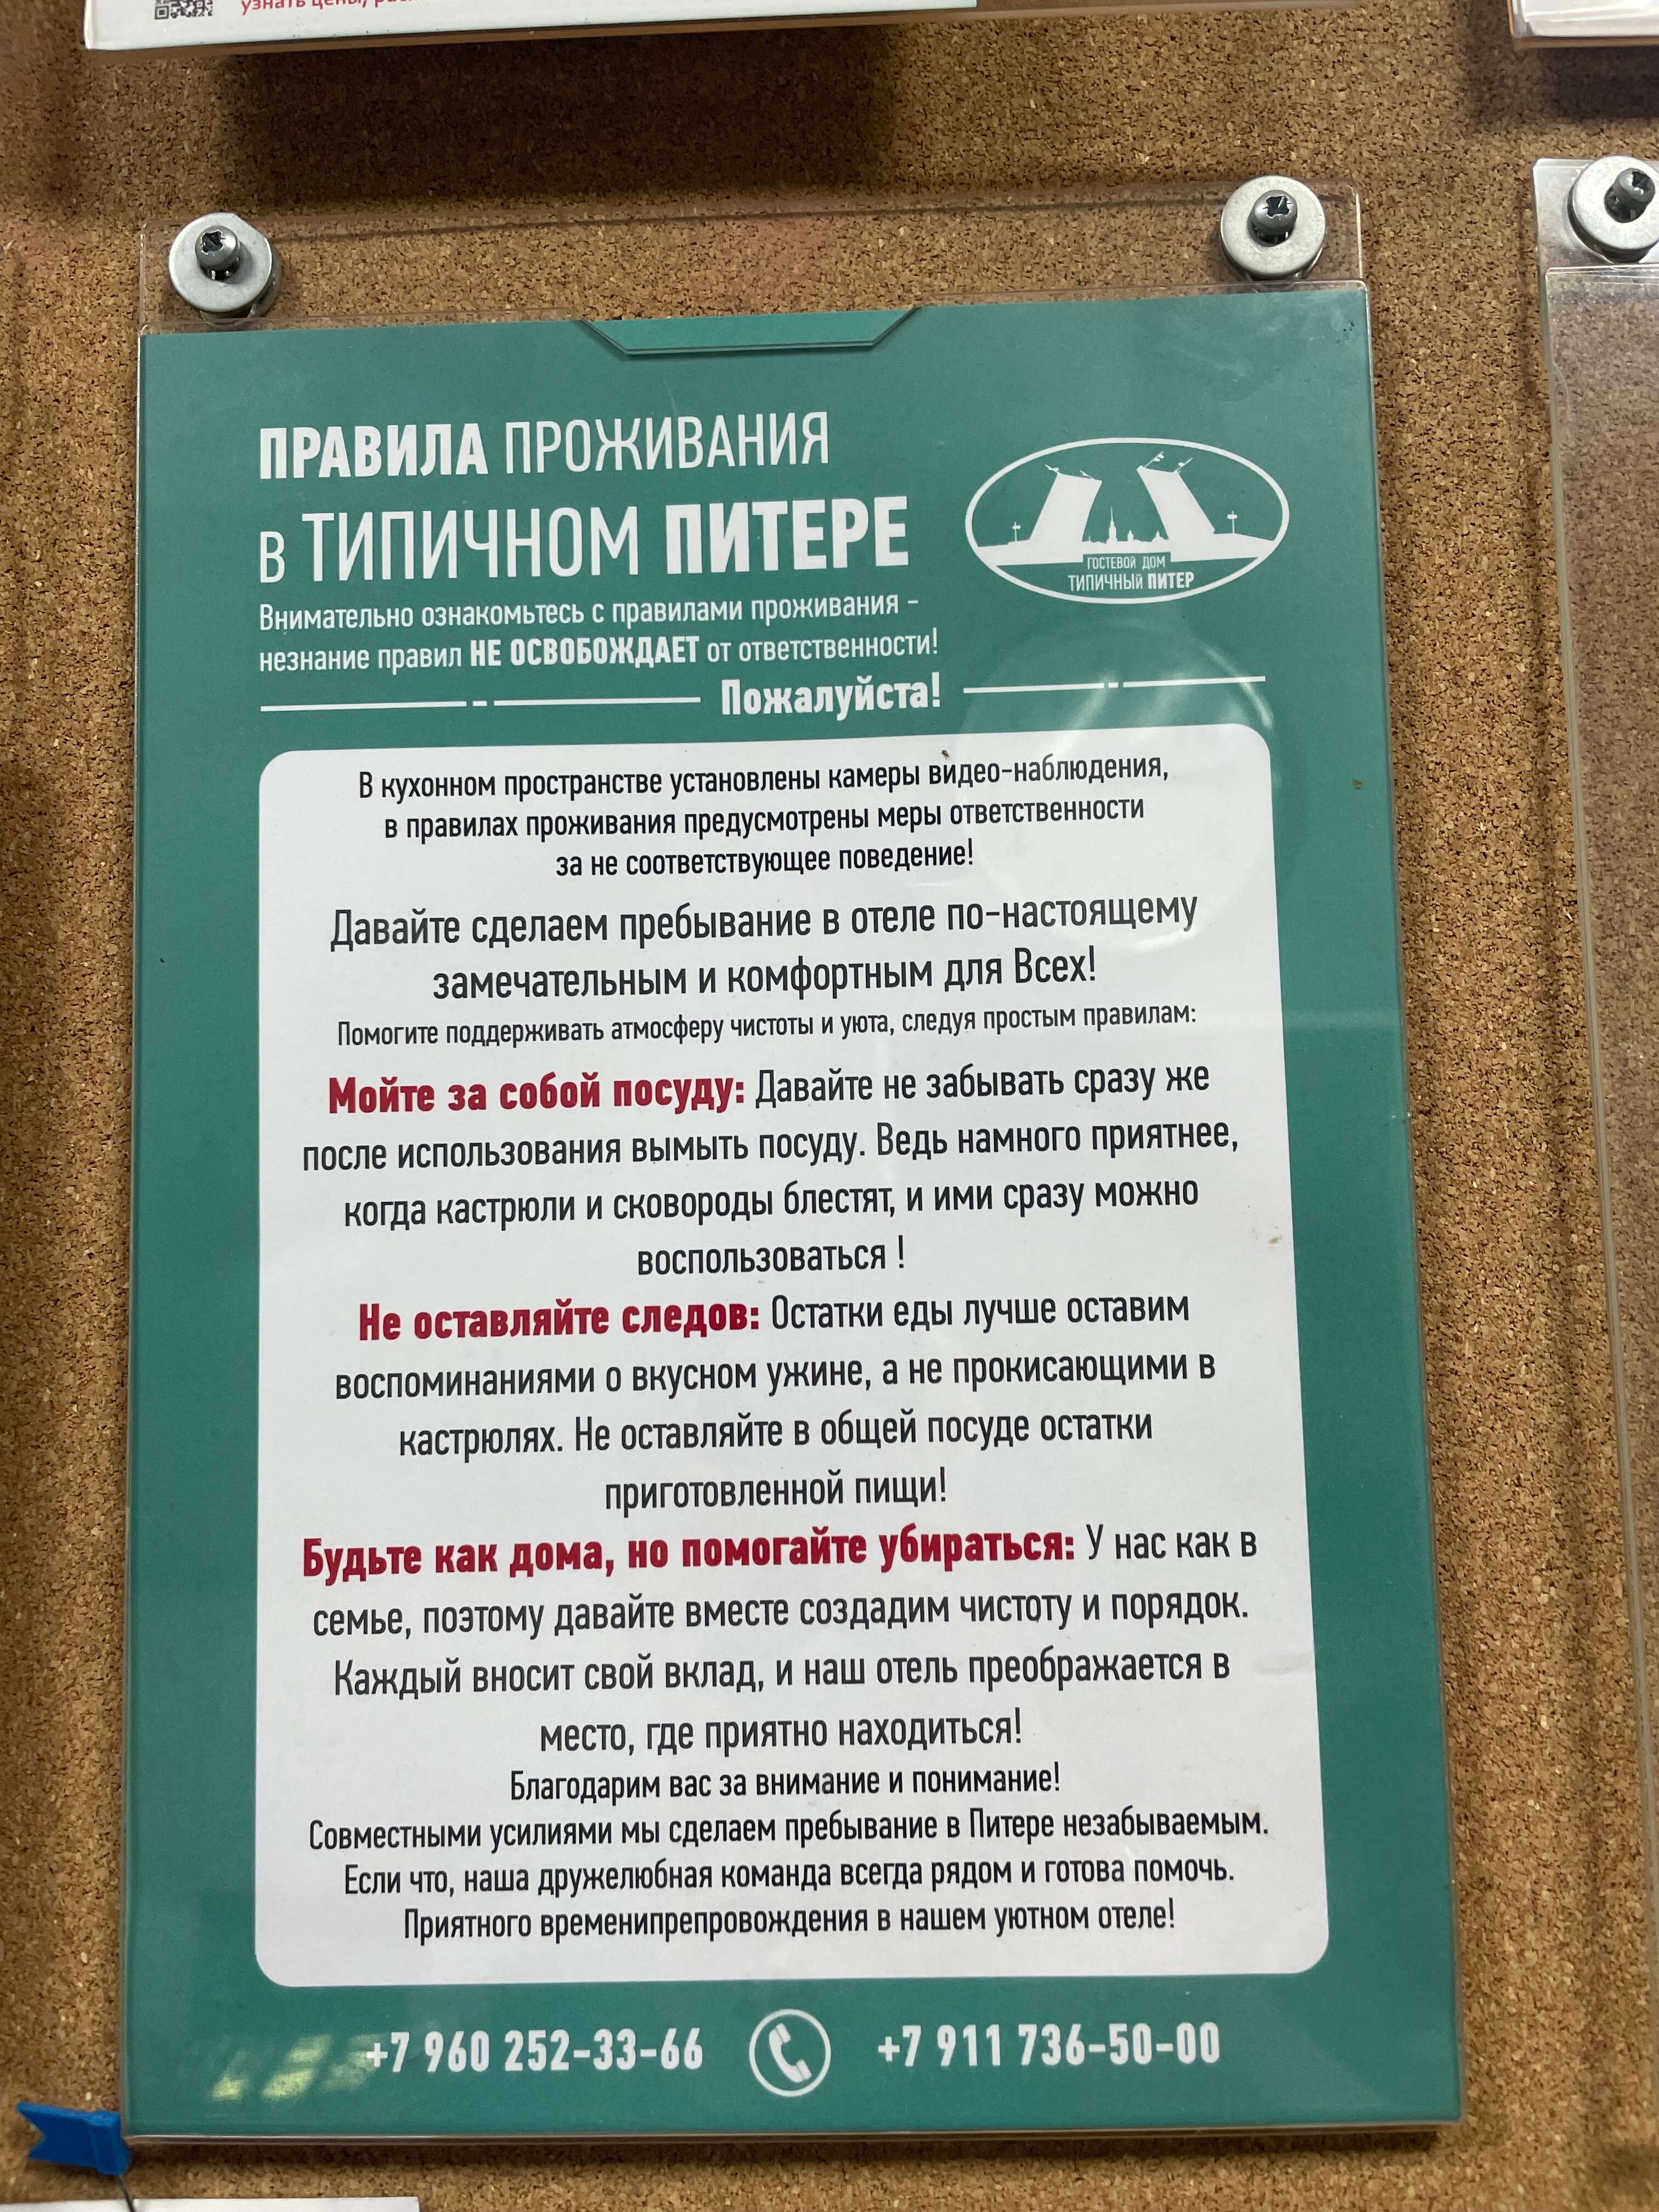 узнать цены,
ПРАВИЛА ПРОЖИВАНИЯ
в ТИПИЧНОМ ПИТЕРЕ
Внимательно ознакомьтесь с правилами проживания –
незнание правил НЕ ОСВОБОЖДАЕТ от ответственности!
ГОСТЕВОЙ ДОМ
ТИПИЧНЫЙ ПИТЕР
Пожалуйста!
В кухонном пространстве установлены камеры видео-наблюдения,
в правилах проживания предусмотрены меры ответственности
за не соответствующее поведение!
Давайте сделаем пребывание в отеле по-настоящему
замечательным и комфортным для Всех!
Помогите поддерживать атмосферу чистоты и уюта, следуя простым правилам:
Мойте за собой посуду: Давайте не забывать сразу же
после использования вымыть посуду. Ведь намного приятнее,
когда кастрюли и сковороды блестят, и ими сразу можно
воспользоваться !
Не оставляйте следов: Остатки еды лучше оставим
воспоминаниями о вкусном ужине, а не прокисающими в
кастрюлях. Не оставляйте в общей посуде остатки
приготовленной пищи!
Будьте как дома, но помогайте убираться: У нас как в
семье, поэтому давайте вместе создадим чистоту и порядок.
Каждый вносит свой вклад, и наш отель преображается в
место, где приятно находиться!
Благодарим вас за внимание и понимание!
Совместными усилиями мы сделаем пребывание в Питере незабываемым.
Если что, наша дружелюбная команда всегда рядом и готова помочь.
Приятного временипрепровождения в нашем уютном отеле!
+7 960 252-33-66 +7 911 736-50-00